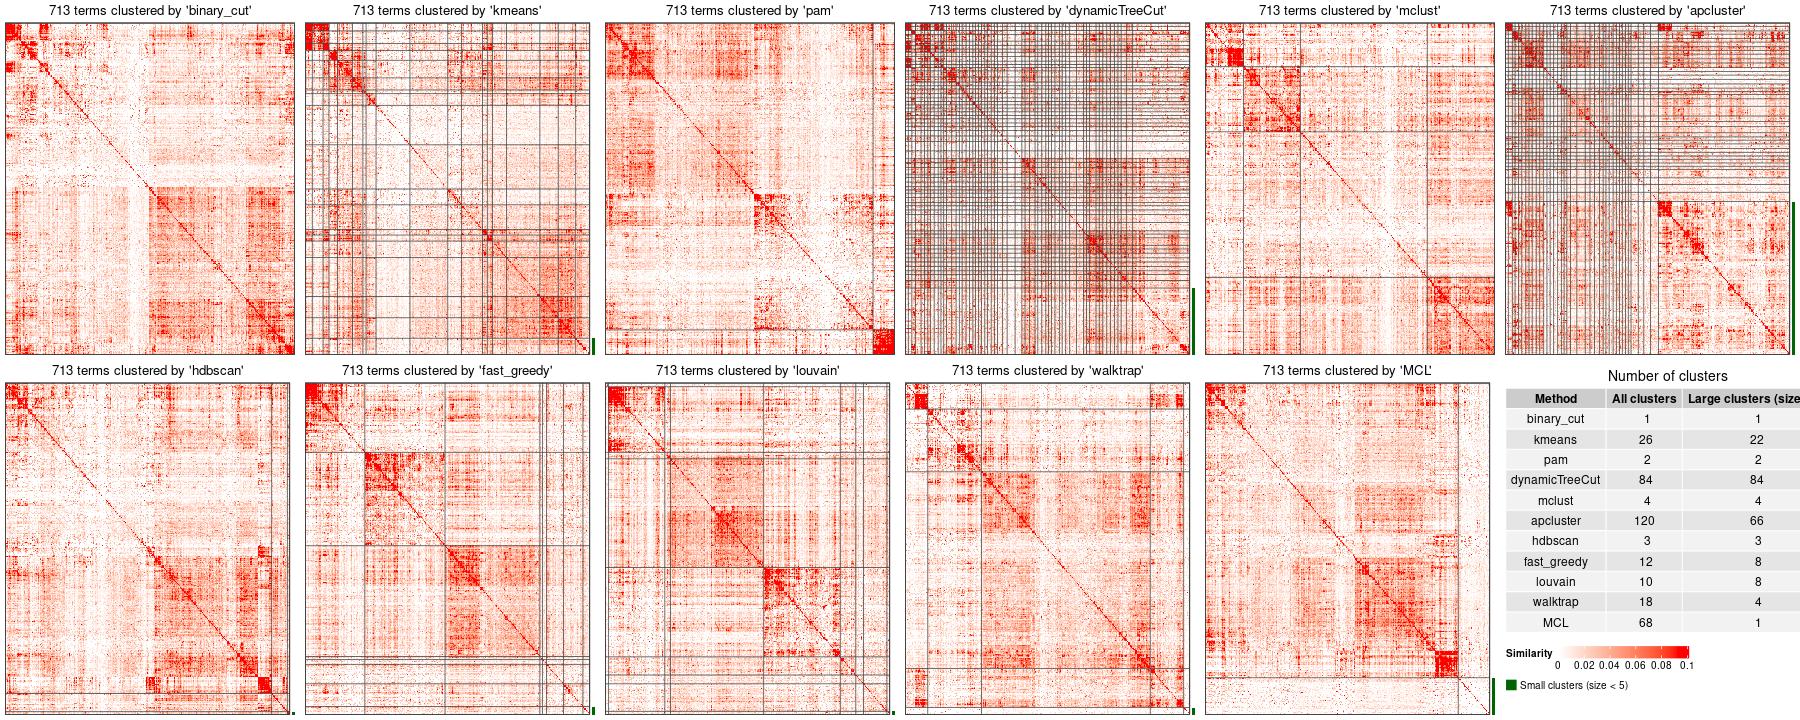 713 terms clustered by 'binary_cut'
713 terms clustered by 'kmeans'
713 terms clustered by 'pam'
713 terms clustered by 'dynamicTreeCut'
713 terms clustered by 'mclust'
713 terms clustered by 'apcluster'
713 terms clustered by 'hdbscan'
713 terms clustered by 'fast_greedy'
713 terms clustered by 'louvain'
713 terms clustered by 'walktrap'
713 terms clustered by 'MCL'
Number of clusters
Method All clusters Large clusters (size
binary_cut 1 1
kmeans 26 22
pam 2 2
dynamicTreeCut 84 84
mclust 4 4
apcluster 120 66
hdbscan 3 3
fast_greedy 12 8
louvain 10 8
walktrap 18 4
MCL 68 1
Similarity
0 0.02 0.04 0.06 0.08 0.1
Small clusters (size < 5)